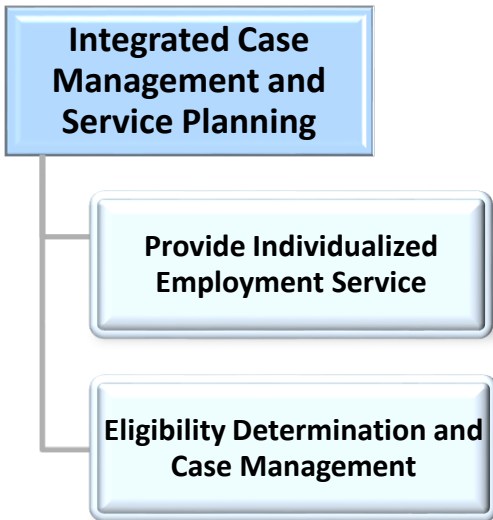 Integrated Case
Management and
Service Planning
Provide Individualized
Employment Service
Eligibility Determination and
Case Management